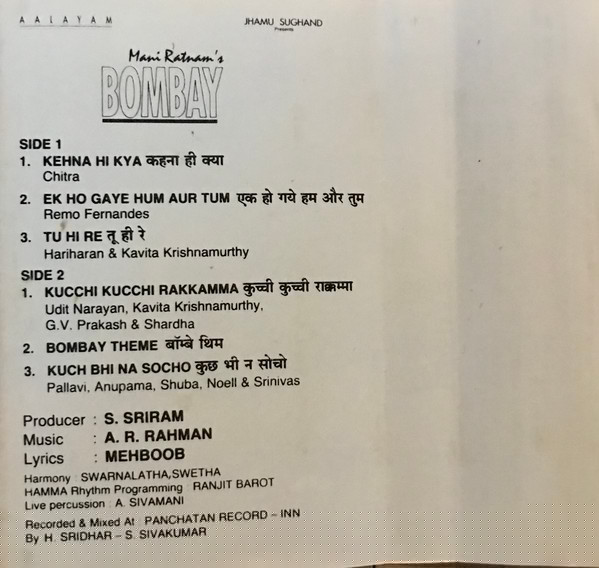 AALAYAM
JHAMU SUGHAND
Presents
Mani Ratnam's
BOMBAY
SIDE 1
1. KEHNA HI KYA कहना ही क्या
Chitra
2. EK HO GAYE HUM AUR TUM एक हो गये हम और तुम
Remo Fernandes
3. TU HI RE तू ही रे
Hariharan & Kavita Krishnamurthy
SIDE 2
1. KUCCHI KUCCHI RAKKAMMA कुच्ची कुच्ची राक्कम्मा
Udit Narayan, Kavita Krishnamurthy,
G.V. Prakash & Shardha
2. BOMBAY THEME बॉम्बे थिम
3. KUCH BHI NA SOCHO कुछ भी न सोचो
Pallavi, Anupama, Shuba, Noell & Srinivas
Producer : S. SRIRAM
Music : A. R. RAHMAN
Lyrics : MEHBOOB
Harmony : SWARNALATHA, SWETHA
HAMMA Rhythm Programming : RANJIT BAROT
Live percussion : A. SIVAMANI
Recorded & Mixed At : PANCHATAN RECORD – INN
By H. SRIDHAR – S. SIVAKUMAR